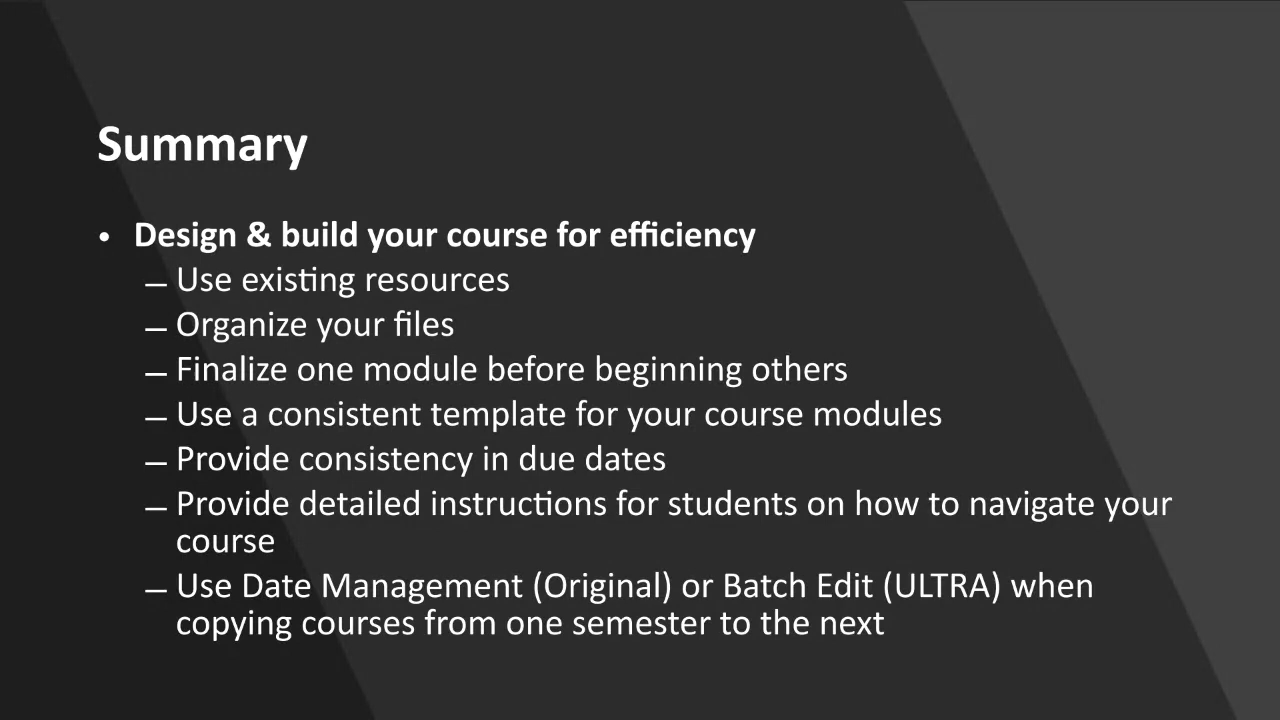 Summary
• Design & build your course for efficiency
– Use existing resources
– Organize your files
– Finalize one module before beginning others
– Use a consistent template for your course modules
– Provide consistency in due dates
– Provide detailed instructions for students on how to navigate your
course
– Use Date Management (Original) or Batch Edit (ULTRA) when
copying courses from one semester to the next